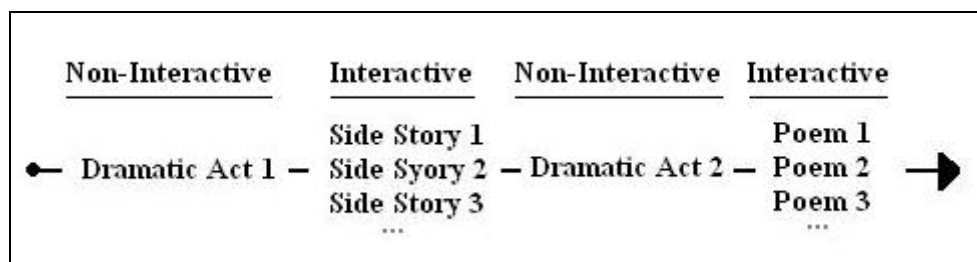 Non-Interactive Interactive Non-Interactive Interactive
Side Story 1 Poem 1
Dramatic Act 1 Side Syory 2 Dramatic Act 2 Poem 2
Side Story 3 Poem 3
... ...